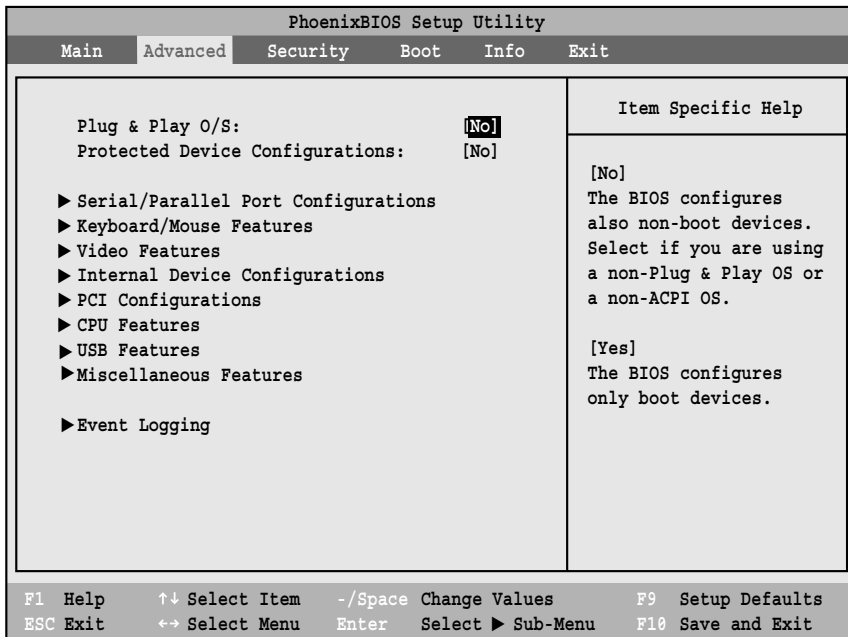 PhoenixBIOS Setup Utility
Main Advanced Security Boot Info Exit
Plug & Play O/S: [No]
Protected Device Configurations: [No]
▶ Serial/Parallel Port Configurations
▶ Keyboard/Mouse Features
▶ Video Features
▶ Internal Device Configurations
▶ PCI Configurations
▶ CPU Features
▶ USB Features
▶ Miscellaneous Features
▶ Event Logging
Item Specific Help
[No]
The BIOS configures
also non-boot devices.
Select if you are using
a non-Plug & Play OS or
a non-ACPI OS.
[Yes]
The BIOS configures
only boot devices.
F1 Help ↑↓ Select Item -/Space Change Values F9 Setup Defaults
ESC Exit ←→ Select Menu Enter Select ▶ Sub-Menu F10 Save and Exit